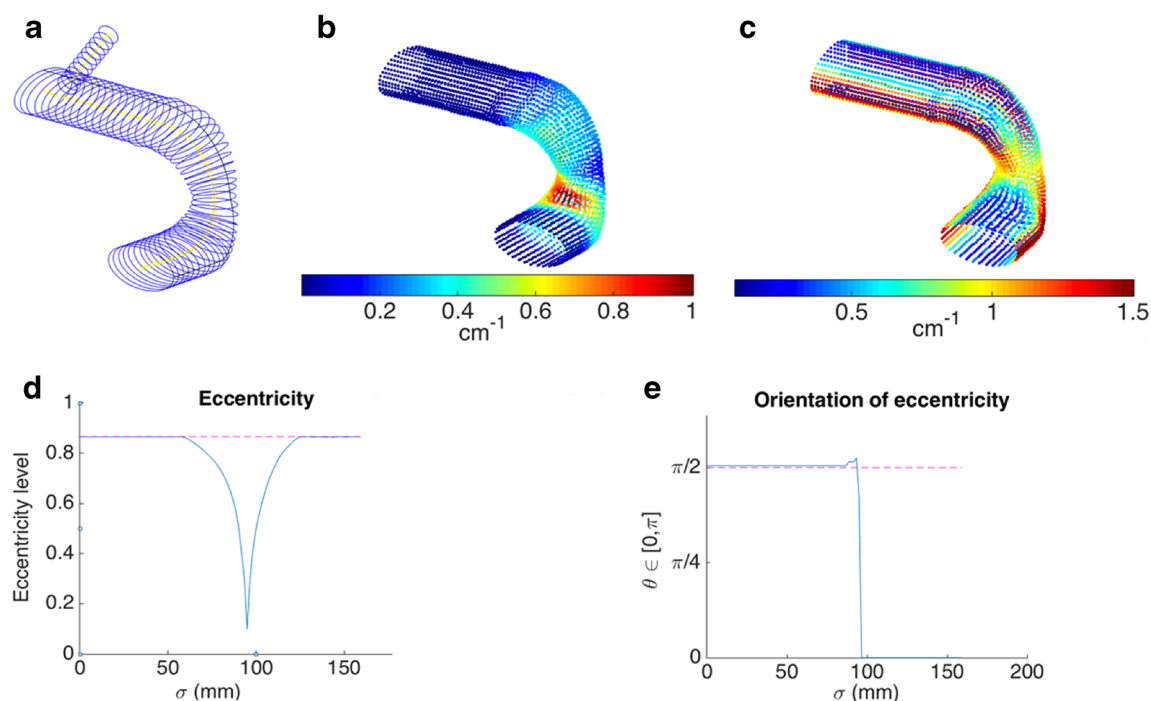 a
b
c
0.2 0.4 0.6 0.8 1
cm-1
0.5 1 1.5
cm-1
d
Eccentricity
1
0.8
0.6
0.4
0.2
0
Eccentricity level
0 50 100 150
σ (mm)
e
Orientation of eccentricity
π/2
π/4
0
θ ∈ [0,π]
0 50 100 150 200
σ (mm)